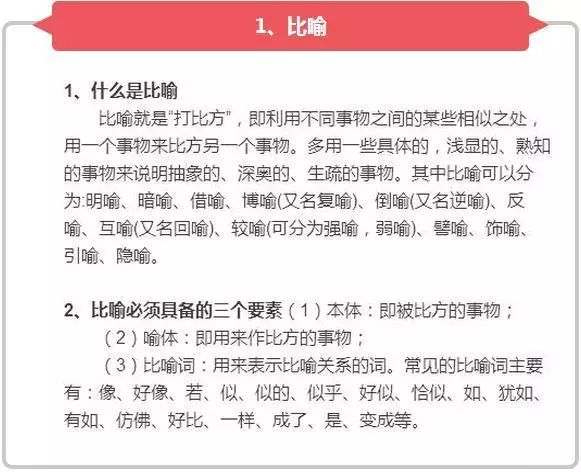 1、比喻
1、什么是比喻
比喻就是“打比方”，即利用不同事物之间的某些相似之处，
用一个事物来比方另一个事物。多用一些具体的，浅显的、熟知
的事物来说明抽象的、深奥的、生疏的事物。其中比喻可以分
为:明喻、暗喻、借喻、博喻(又名复喻)、倒喻(又名逆喻)、反
喻、互喻(又名回喻)、较喻(可分为强喻，弱喻)、譬喻、饰喻、
引喻、隐喻。
2、比喻必须具备的三个要素（1）本体：即被比方的事物；
（2）喻体：即用来作比方的事物；
（3）比喻词：用来表示比喻关系的词。常见的比喻词主要
有：像、好像、若、似、似的、似乎、好似、恰似、如、犹如、
有如、仿佛、好比、一样、成了、是、变成等。